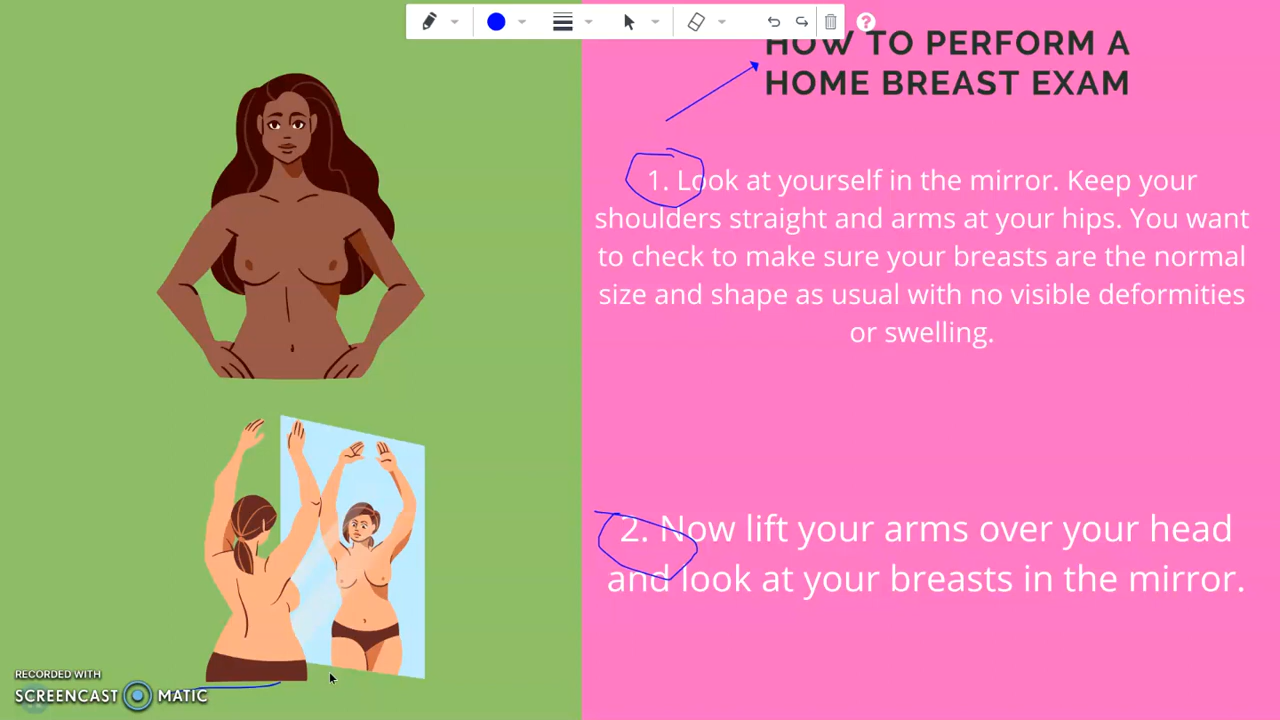 HOW TO PERFORM A
HOME BREAST EXAM
1. Look at yourself in the mirror. Keep your
shoulders straight and arms at your hips. You want
to check to make sure your breasts are the normal
size and shape as usual with no visible deformities
or swelling.
2. Now lift your arms over your head
and look at your breasts in the mirror.
RECORDED WITH
SCREENCAST MATIC